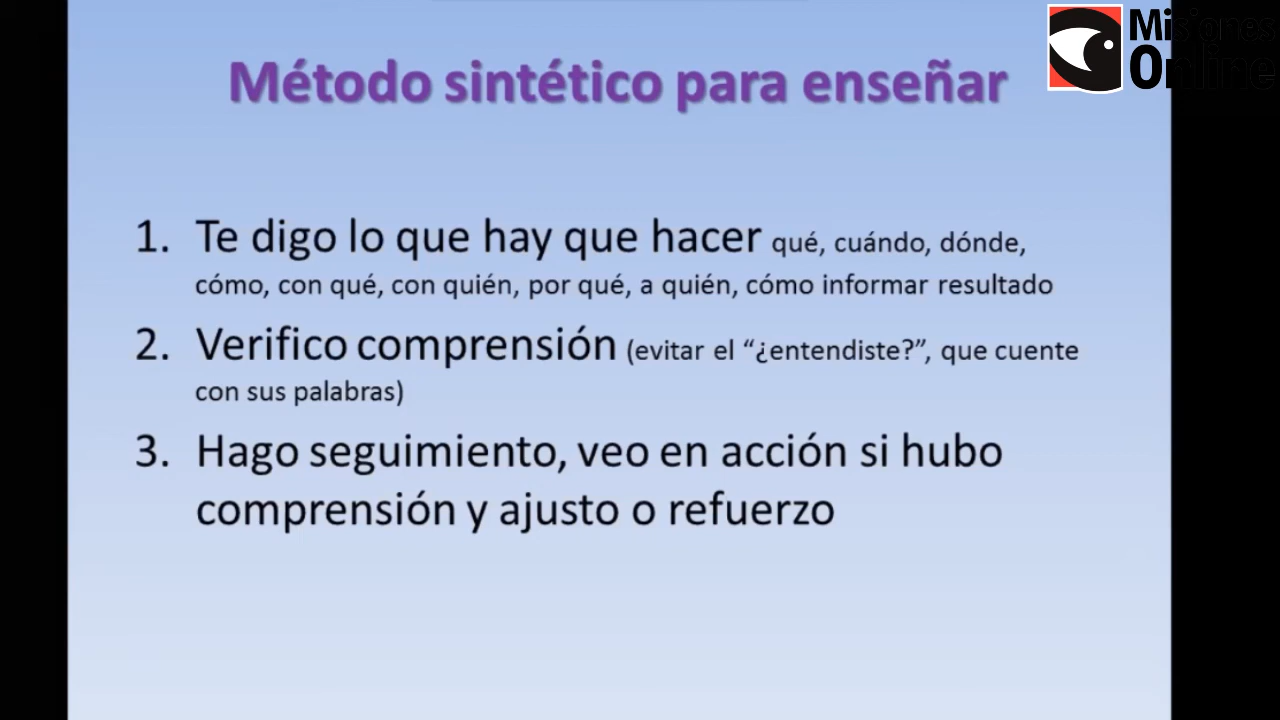 Misiones
Online
Método sintético para enseñar
1. Te digo lo que hay que hacer qué, cuándo, dónde,
cómo, con qué, con quién, por qué, a quién, cómo informar resultado
2. Verifico comprensión (evitar el “¿entendiste?”, que cuente
con sus palabras)
3. Hago seguimiento, veo en acción si hubo
comprensión y ajusto o refuerzo